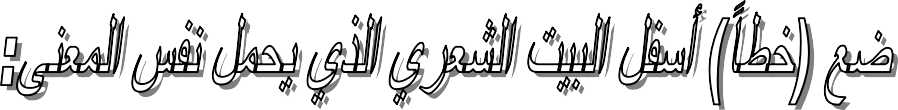 ضع (خطاً) أسفل البيت الشعري الذي يحمل نفس المعنى: